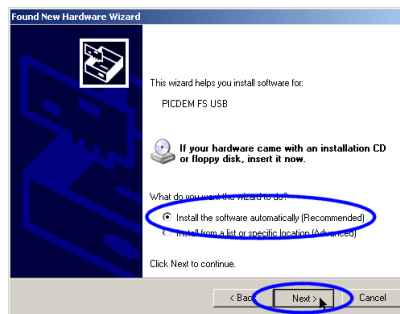 Found New Hardware Wizard
This wizard helps you install software for:
PICDEM FS USB
If your hardware came with an installation CD
or floppy disk, insert it now.
What do you want the wizard to do?
Install the software automatically (Recommended)
Install from a list or specific location (Advanced)
Click Next to continue.
< Back Next > Cancel